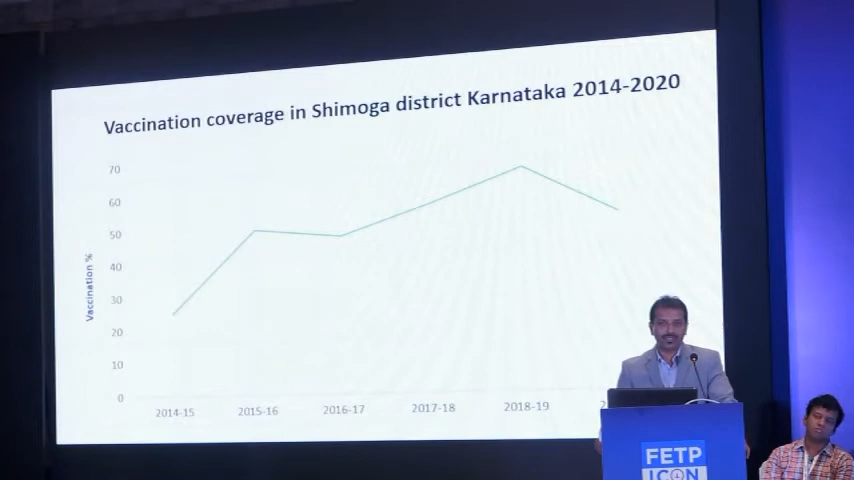 Vaccination coverage in Shimoga district Karnataka 2014-2020
70
60
50
40
30
20
10
0
Vaccination %
2014-15 2015-16 2016-17 2017-18 2018-19
FETP
ICON